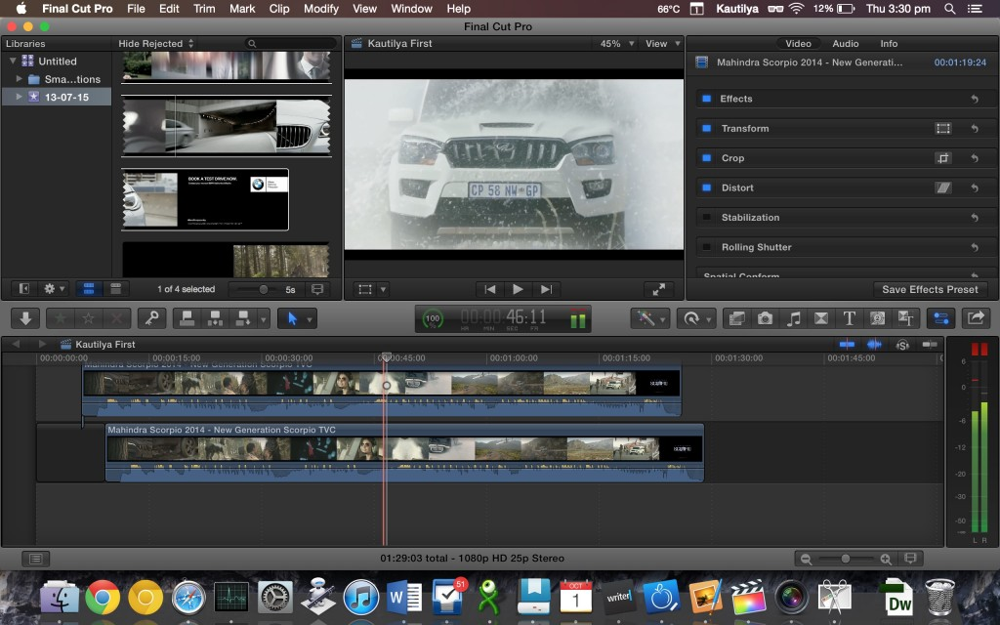 Final Cut Pro File Edit Trim Mark Clip Modify View Window Help 66°C Kautilya 12% Thu 3:30 pm
Final Cut Pro
Libraries Hide Rejected Kautilya First 45% View Video Audio Info
Untitled
Sma...tions
13-07-15
Mahindra Scorpio 2014 - New Generati... 00:01:19:24
Effects
Transform
Crop
Distort
Stabilization
Rolling Shutter
Spatial Conform
BOOK A TEST DRIVE NOW.
CP 58 NW GP
1 of 4 selected 5s
Save Effects Preset
100 00:00:46:11
HR MIN SEC FR
T
Kautilya First
00:00:00:00 00:00:15:00 00:00:30:00 00:00:45:00 00:01:00:00 00:01:15:00 00:01:30:00 00:01:45:00
Mahindra Scorpio 2014 - New Generation Scorpio TVC
Mahindra Scorpio 2014 - New Generation Scorpio TVC
6
0
-6
-12
-20
-30
-50
-∞
L R
01:29:03 total - 1080p HD 25p Stereo
W 51 OCT 1 writer Dw